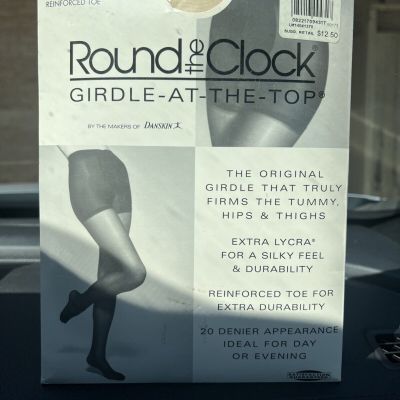 REINFORCED TOE
SUGG. RETAIL $12.50
Round the Clock®
GIRDLE-AT-THE-TOP®
BY THE MAKERS OF DANSKIN
THE ORIGINAL
GIRDLE THAT TRULY
FIRMS THE TUMMY,
HIPS & THIGHS
EXTRA LYCRA®
FOR A SILKY FEEL
& DURABILITY
REINFORCED TOE FOR
EXTRA DURABILITY
20 DENIER APPEARANCE
IDEAL FOR DAY
OR EVENING